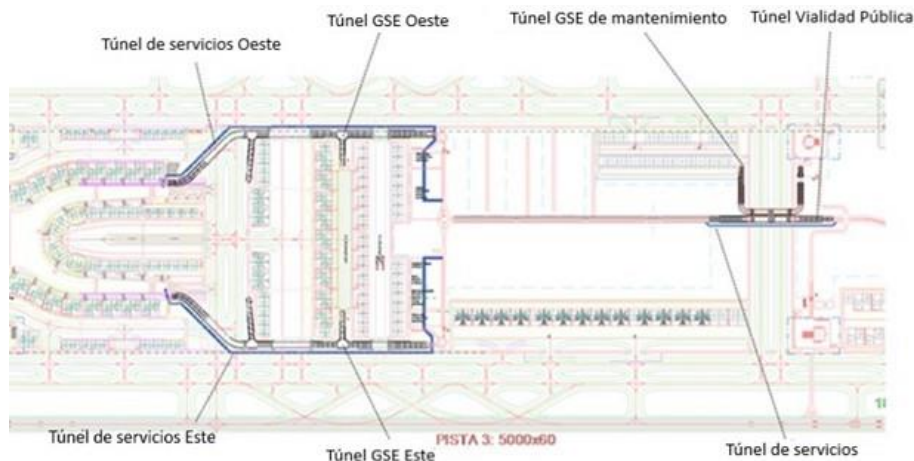 Túnel GSE Oeste
Túnel GSE de mantenimiento
Túnel Vialidad Pública
Túnel de servicios Oeste
Túnel de servicios Este
Túnel GSE Este
PISTA 3: 5000x60
Túnel de servicios